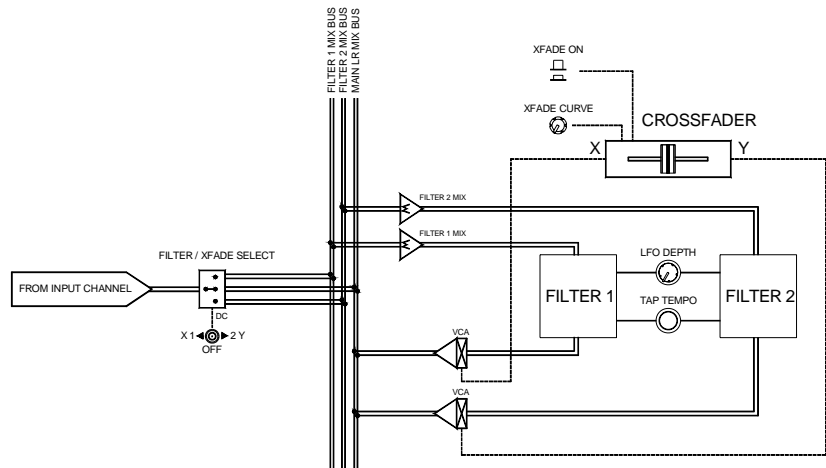 FILTER 1 MIX BUS
FILTER 2 MIX BUS
MAIN LR MIX BUS
XFADE ON
XFADE CURVE
CROSSFADER
X
Y
FILTER 2 MIX
FILTER 1 MIX
FILTER / XFADE SELECT
FROM INPUT CHANNEL
DC
X 1
2 Y
OFF
LFO DEPTH
FILTER 1
FILTER 2
TAP TEMPO
VCA
VCA